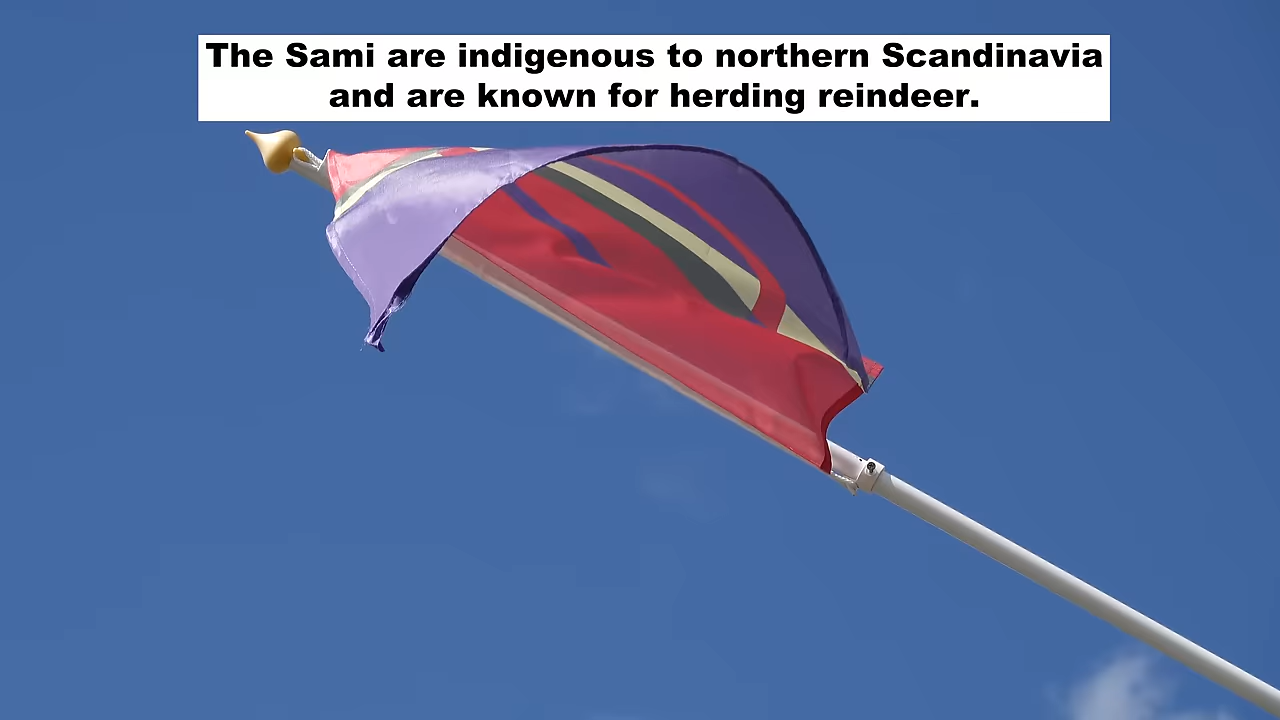 The Sami are indigenous to northern Scandinavia
and are known for herding reindeer.